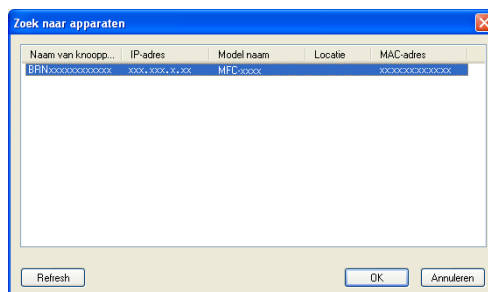 Zoek naar apparaten
Naam van knoopp... IP-adres Model naam Locatie MAC-adres
BRNxxxxxxxxxxxx xxx.xxx.x.xx MFC-xxxx xxxxxxxxxxxx
Refresh OK Annuleren